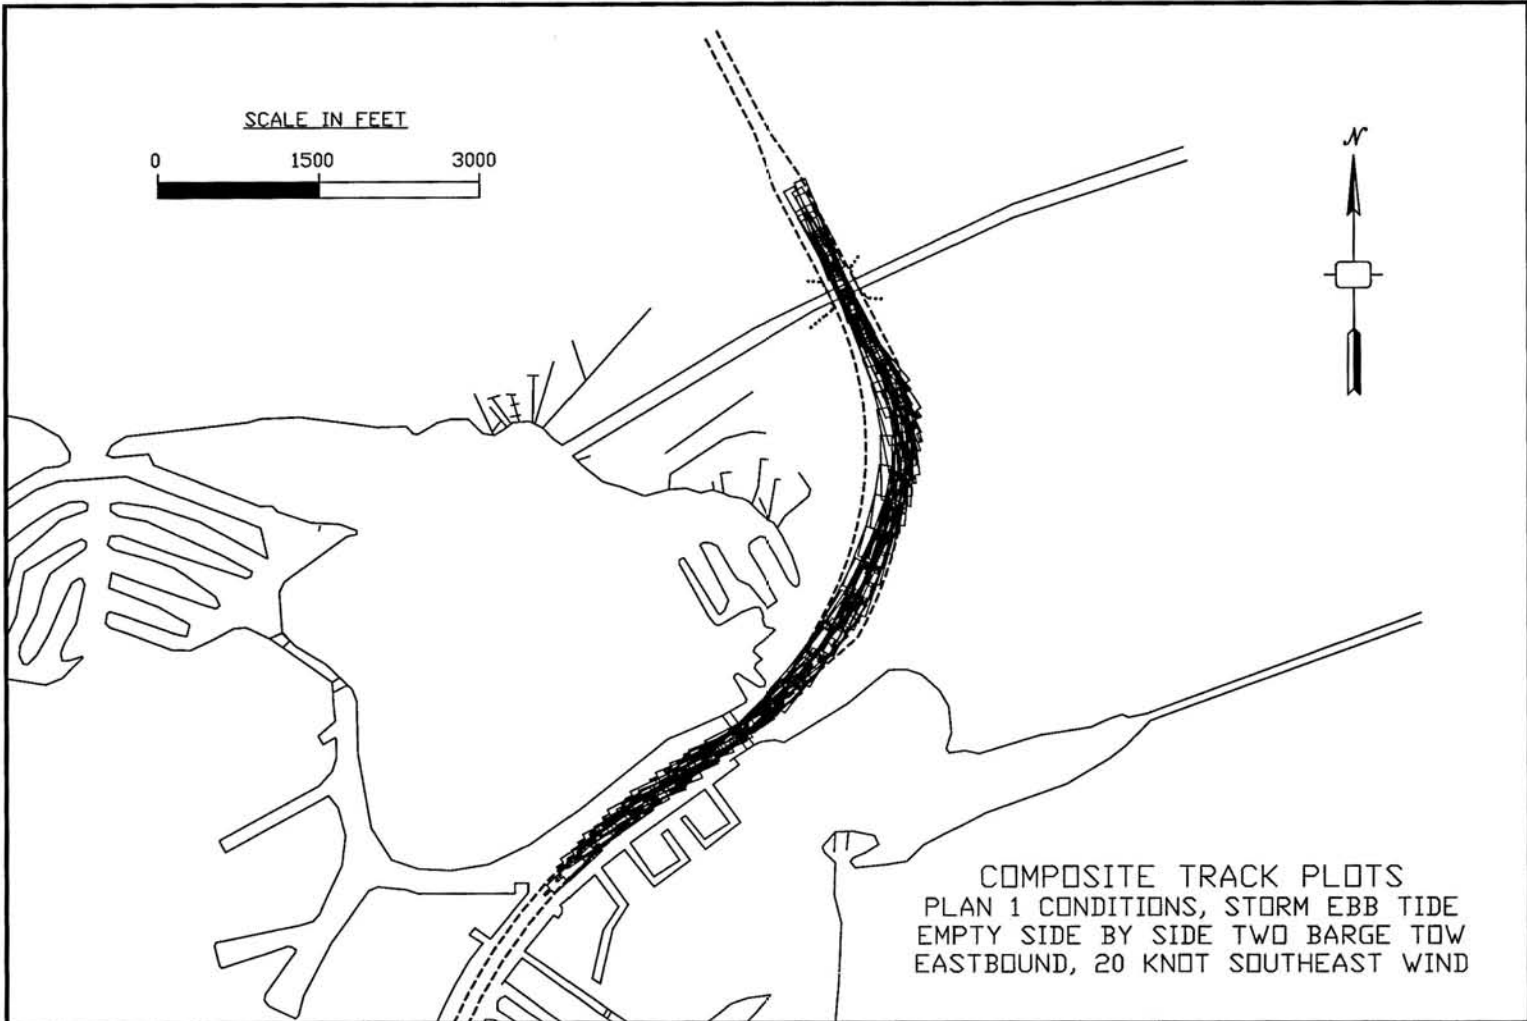 SCALE IN FEET
0 1500 3000
N
COMPOSITE TRACK PLOTS
PLAN 1 CONDITIONS, STORM EBB TIDE
EMPTY SIDE BY SIDE TWO BARGE TOW
EASTBOUND, 20 KNOT SOUTHEAST WIND